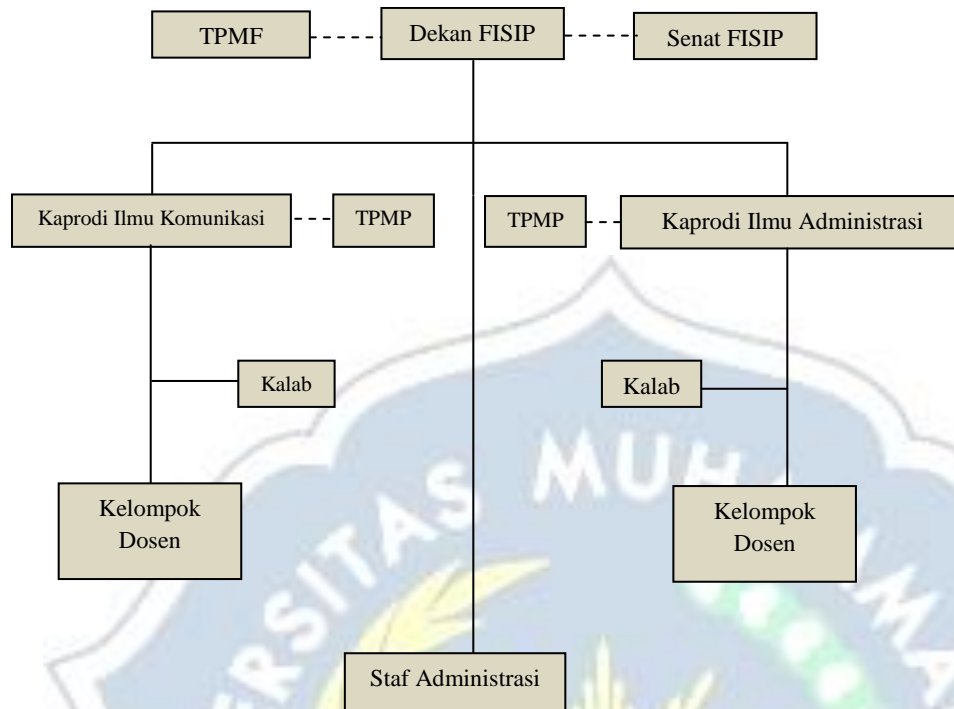 TPMF
Dekan FISIP
Senat FISIP
Kaprodi Ilmu Komunikasi
TPMP
TPMP
Kaprodi Ilmu Administrasi
Kalab
Kalab
Kelompok
Dosen
Kelompok
Dosen
Staf Administrasi